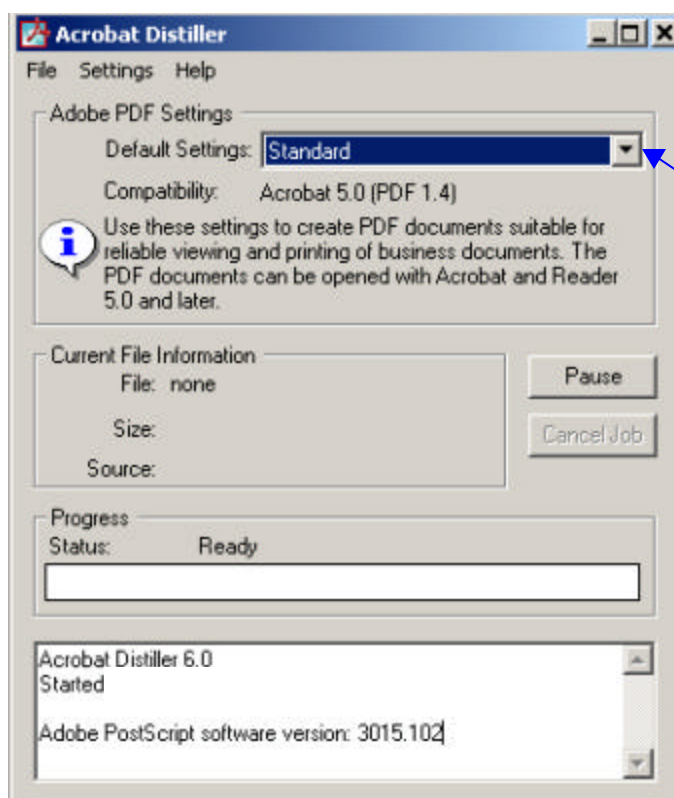 Acrobat Distiller
File Settings Help
Adobe PDF Settings
Default Settings: Standard
Compatibility: Acrobat 5.0 (PDF 1.4)
Use these settings to create PDF documents suitable for
reliable viewing and printing of business documents. The
PDF documents can be opened with Acrobat and Reader
5.0 and later.
Current File Information
File: none
Size:
Source:
Pause
Cancel Job
Progress
Status: Ready
Acrobat Distiller 6.0
Started
Adobe PostScript software version: 3015.102